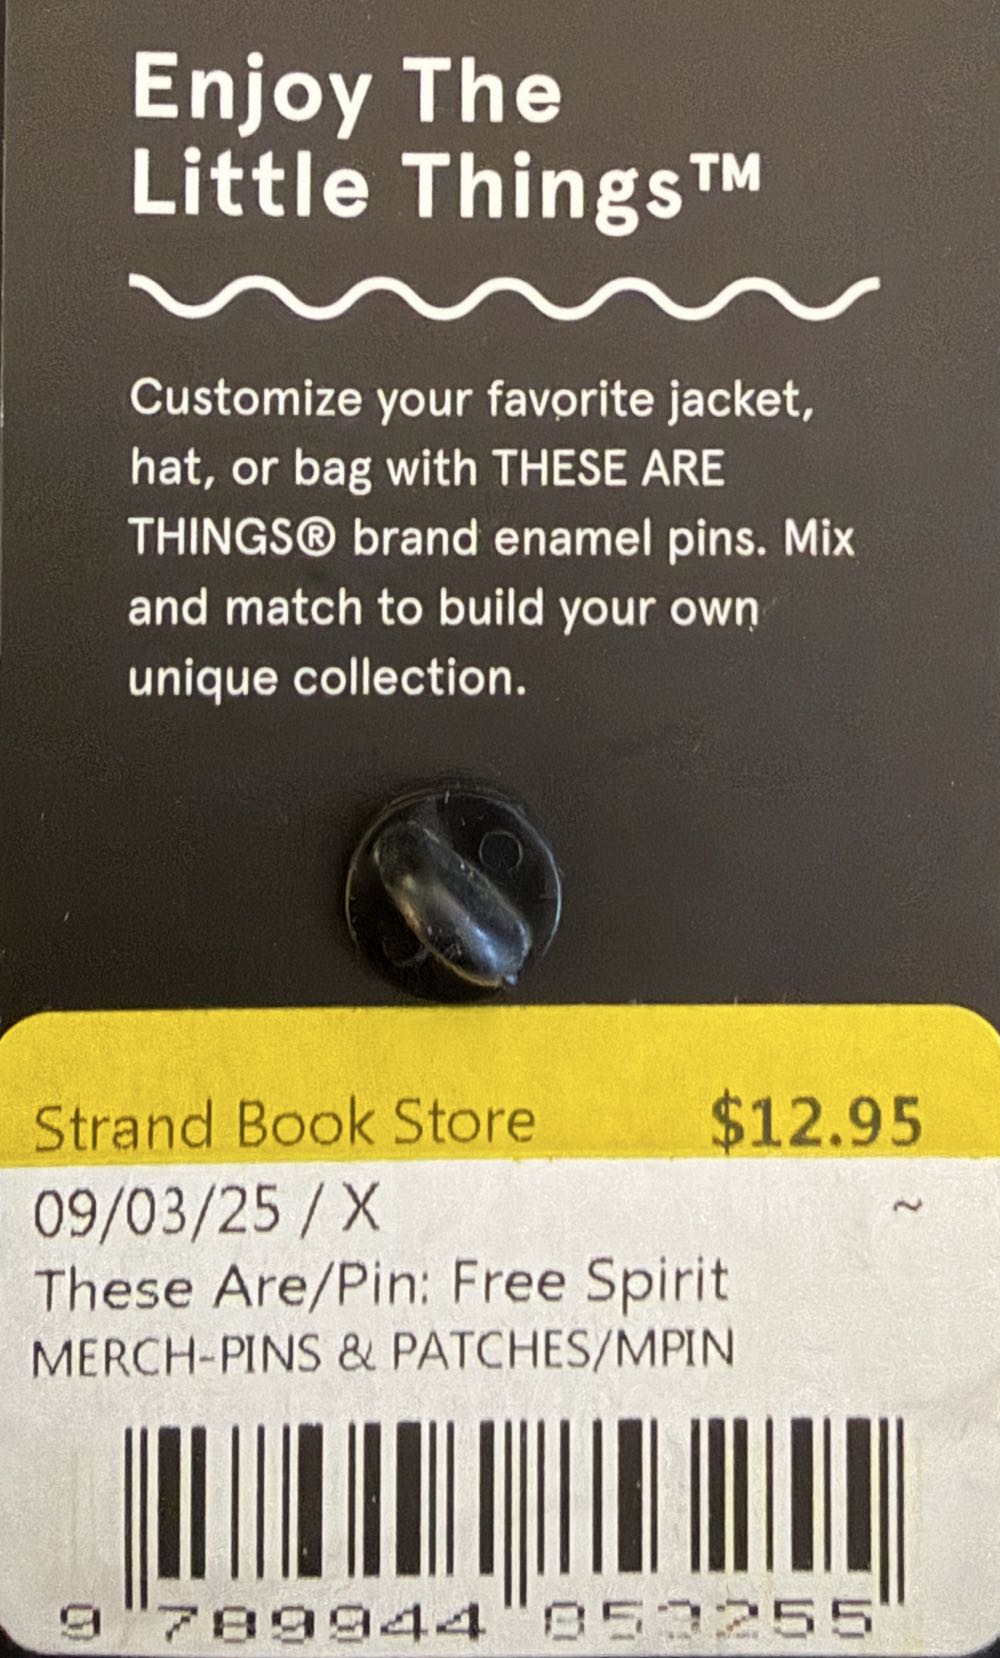 Enjoy The
Little Things™
Customize your favorite jacket,
hat, or bag with THESE ARE
THINGS® brand enamel pins. Mix
and match to build your own
unique collection.
Strand Book Store $12.95
09/03/25 / X ~
These Are/Pin: Free Spirit
MERCH-PINS & PATCHES/MPIN
9 789944 853255